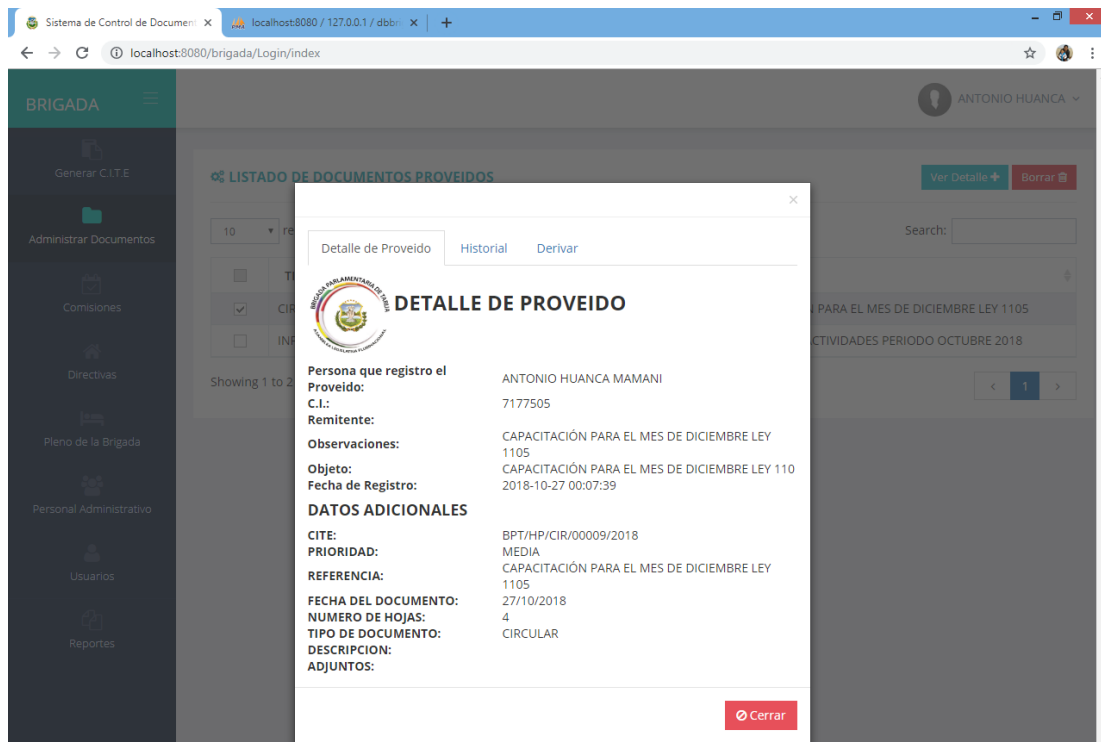 Sistema de Control de Document
localhost:8080 / 127.0.0.1 / dbbri
localhost:8080/brigada/Login/index
BRIGADA
ANTONIO HUANCA
Generar C.I.T.E
Administrar Documentos
Comisiones
Directivas
Pleno de la Brigada
Personal Administrativo
Usuarios
Reportes
LISTADO DE DOCUMENTOS PROVEIDOS
Ver Detalle
Borrar
10
re
Search:
TI
CIR
N PARA EL MES DE DICIEMBRE LEY 1105
INF
CTIVIDADES PERIODO OCTUBRE 2018
Showing 1 to 2
< 1 >
×
Detalle de Proveido Historial Derivar
BRIGADA PARLAMENTARIA DE TARIJA
ASAMBLEA LEGISLATIVA PLURINACIONAL
DETALLE DE PROVEIDO
Persona que registro el
Proveido:
ANTONIO HUANCA MAMANI
C.I.: 7177505
Remitente:
Observaciones:
CAPACITACIÓN PARA EL MES DE DICIEMBRE LEY
1105
Objeto: CAPACITACIÓN PARA EL MES DE DICIEMBRE LEY 110
Fecha de Registro: 2018-10-27 00:07:39
DATOS ADICIONALES
CITE: BPT/HP/CIR/00009/2018
PRIORIDAD: MEDIA
REFERENCIA:
CAPACITACIÓN PARA EL MES DE DICIEMBRE LEY
1105
FECHA DEL DOCUMENTO: 27/10/2018
NUMERO DE HOJAS: 4
TIPO DE DOCUMENTO: CIRCULAR
DESCRIPCION:
ADJUNTOS:
Cerrar